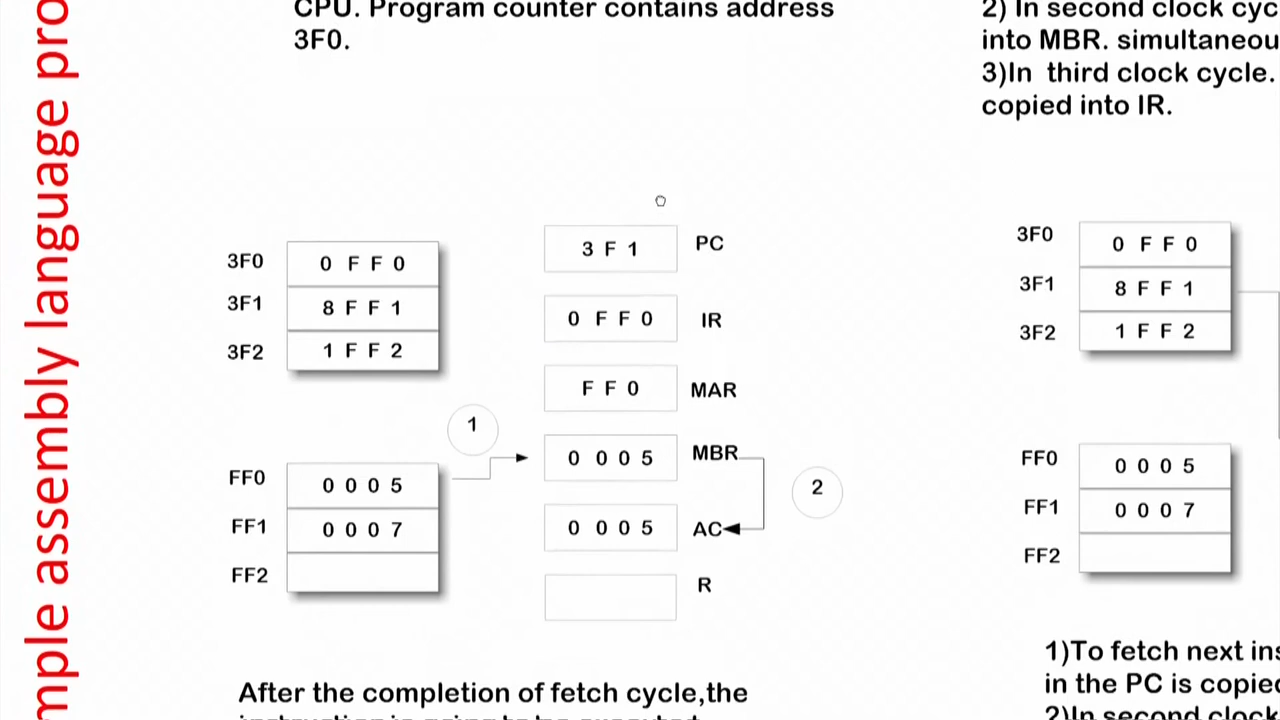 mple assembly language pro
CPU. Program counter contains address
3F0.
2) In second clock cyc
into MBR. simultaneou
3)In third clock cycle.
copied into IR.
3F0 0 F F 0
3F1 8 F F 1
3F2 1 F F 2
FF0 0 0 0 5
FF1 0 0 0 7
FF2
1
3 F 1 PC
0 F F 0 IR
F F 0 MAR
0 0 0 5 MBR
0 0 0 5 AC
R
2
3F0 0 F F 0
3F1 8 F F 1
3F2 1 F F 2
FF0 0 0 0 5
FF1 0 0 0 7
FF2
After the completion of fetch cycle,the
1)To fetch next ins
in the PC is copied
2)In second clock